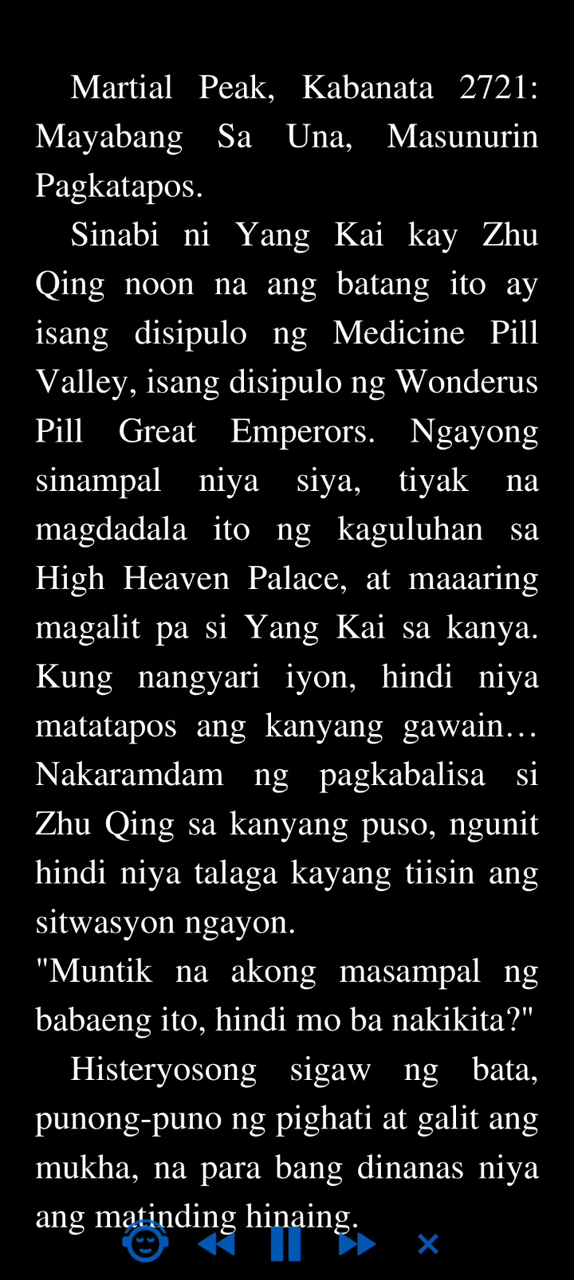 Martial Peak, Kabanata 2721:
Mayabang Sa Una, Masunurin
Pagkatapos.
Sinabi ni Yang Kai kay Zhu
Qing noon na ang batang ito ay
isang disipulo ng Medicine Pill
Valley, isang disipulo ng Wonderus
Pill Great Emperors. Ngayong
sinampal niya siya, tiyak na
magdadala ito ng kaguluhan sa
High Heaven Palace, at maaaring
magalit pa si Yang Kai sa kanya.
Kung nangyari iyon, hindi niya
matatapos ang kanyang gawain…
Nakaramdam ng pagkabalisa si
Zhu Qing sa kanyang puso, ngunit
hindi niya talaga kayang tiisin ang
sitwasyon ngayon.
"Muntik na akong masampal ng
babaeng ito, hindi mo ba nakikita?"
Histeryosong sigaw ng bata,
punong-puno ng pighati at galit ang
mukha, na para bang dinanas niya
ang matinding hinaing.